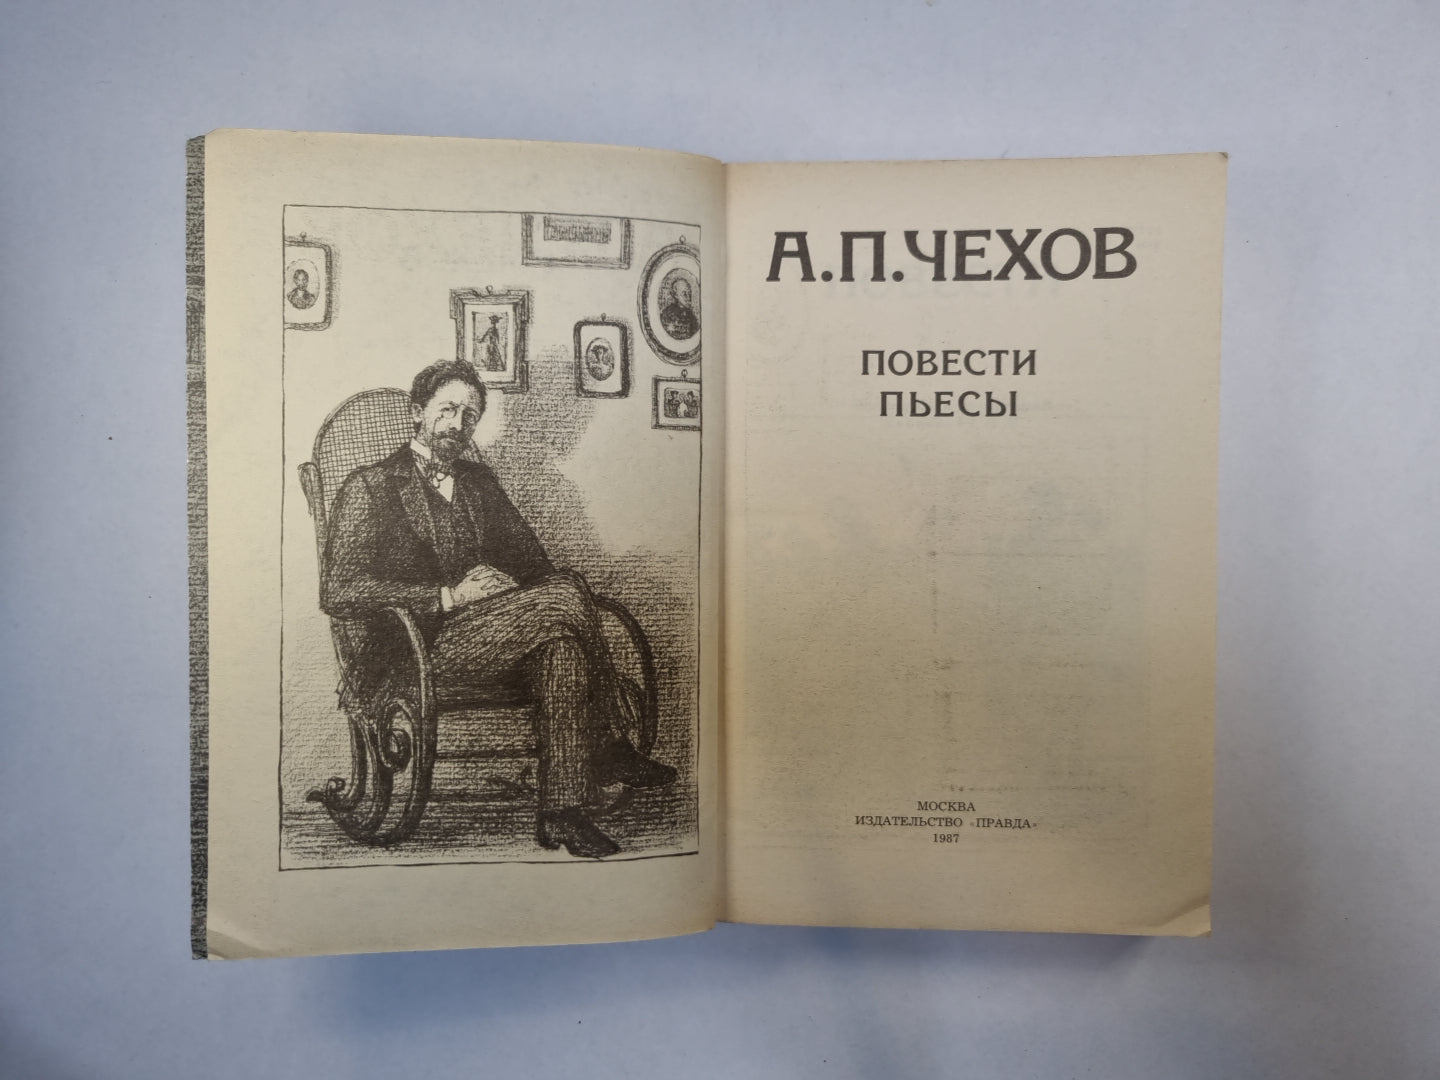 А.П.ЧЕХОВ
ПОВЕСТИ
ПЬЕСЫ
МОСКВА
ИЗДАТЕЛЬСТВО «ПРАВДА»
1987